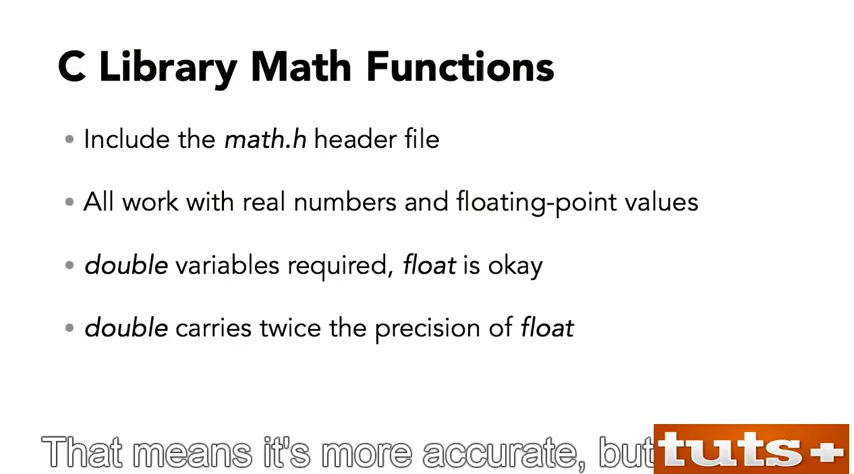 C Library Math Functions
• Include the math.h header file
• All work with real numbers and floating-point values
• double variables required, float is okay
• double carries twice the precision of float
That means it's more accurate, but
tuts+